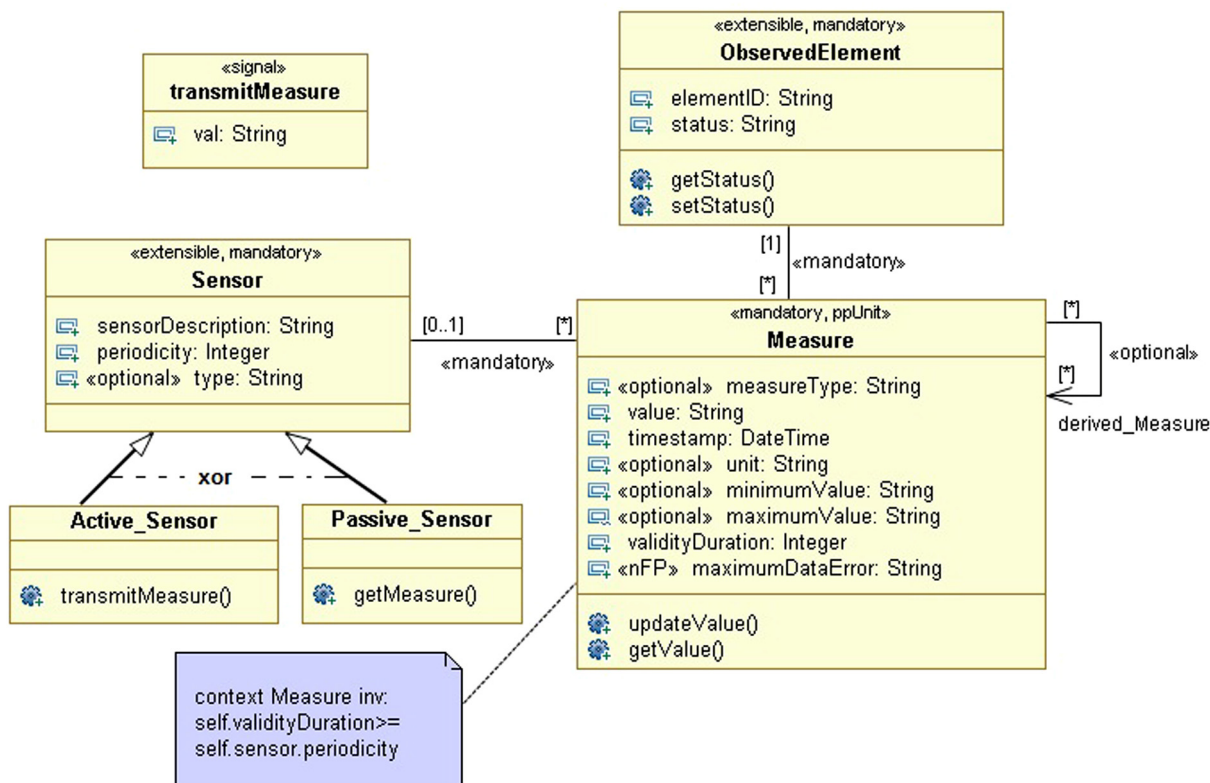 «signal»
transmitMeasure
val: String
«extensible, mandatory»
ObservedElement
elementID: String
status: String
getStatus()
setStatus()
[1]
«mandatory»
[*]
«extensible, mandatory»
Sensor
sensorDescription: String
periodicity: Integer
«optional» type: String
[0..1]
[*]
«mandatory»
«mandatory, ppUnit»
Measure
«optional» measureType: String
value: String
timestamp: DateTime
«optional» unit: String
«optional» minimumValue: String
«optional» maximumValue: String
validityDuration: Integer
«nFP» maximumDataError: String
updateValue()
getValue()
[*]
«optional»
[*]
derived_Measure
xor
Active_Sensor
transmitMeasure()
Passive_Sensor
getMeasure()
context Measure inv:
self.validityDuration>=
self.sensor.periodicity